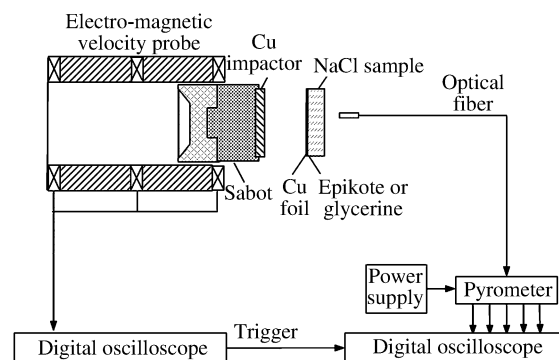 Electro-magnetic
velocity probe
Cu
impactor
NaCl sample
Optical
fiber
Sabot
Cu
foil
Epikote or
glycerine
Power
supply
Pyrometer
Digital oscilloscope
Trigger
Digital oscilloscope